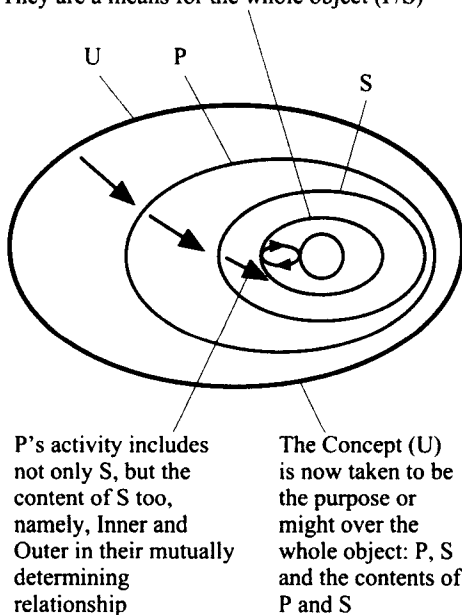 They are a means for the whole object (P/S)
U
P
S
P's activity includes
not only S, but the
content of S too,
namely, Inner and
Outer in their mutually
determining
relationship
The Concept (U)
is now taken to be
the purpose or
might over the
whole object: P, S
and the contents of
P and S